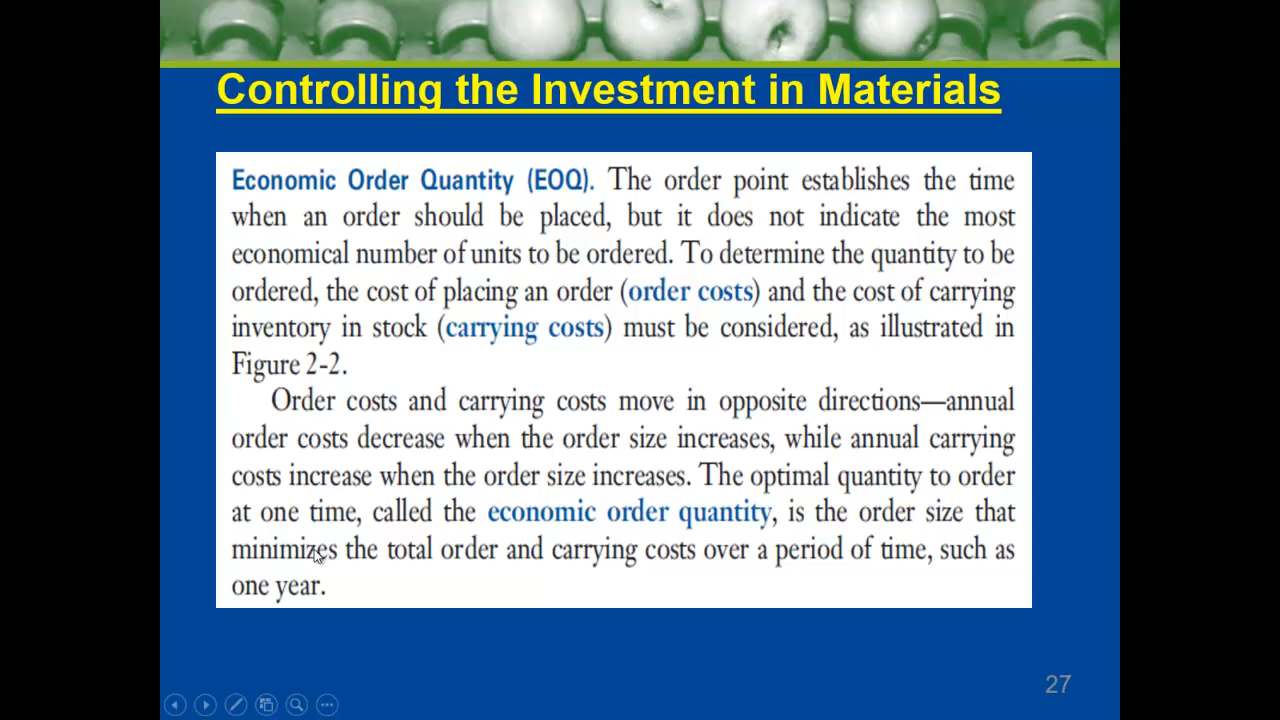 Controlling the Investment in Materials
Economic Order Quantity (EOQ). The order point establishes the time
when an order should be placed, but it does not indicate the most
economical number of units to be ordered. To determine the quantity to be
ordered, the cost of placing an order (order costs) and the cost of carrying
inventory in stock (carrying costs) must be considered, as illustrated in
Figure 2-2.
Order costs and carrying costs move in opposite directions—annual
order costs decrease when the order size increases, while annual carrying
costs increase when the order size increases. The optimal quantity to order
at one time, called the economic order quantity, is the order size that
minimizes the total order and carrying costs over a period of time, such as
one year.
27